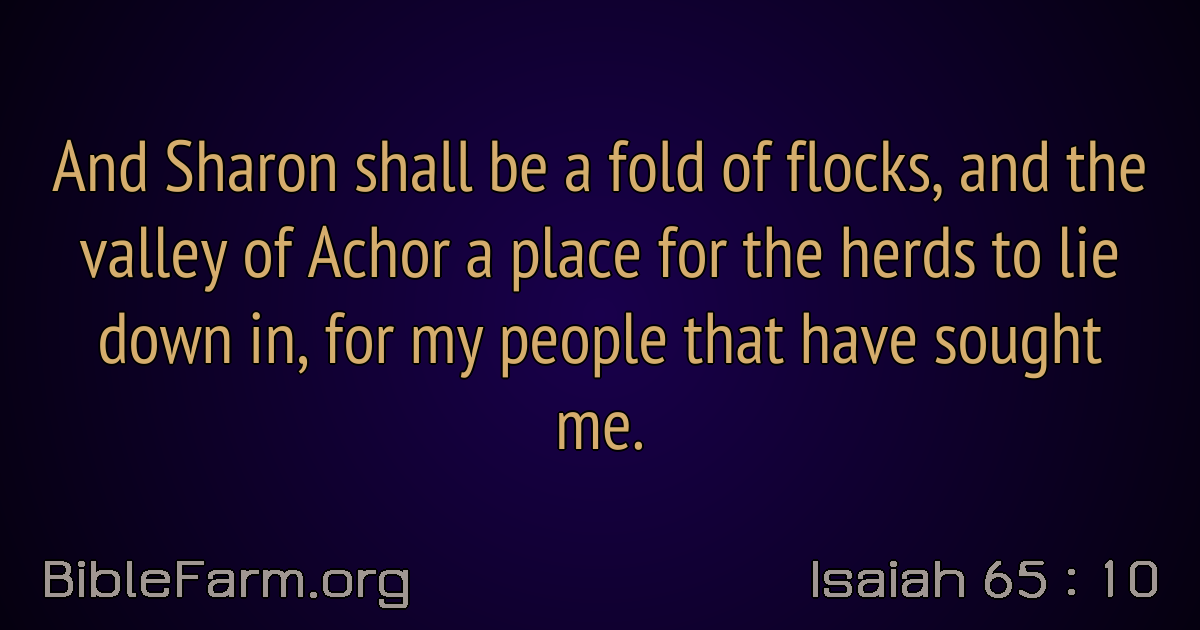 And Sharon shall be a fold of flocks, and the
valley of Achor a place for the herds to lie
down in, for my people that have sought
me.
BibleFarm.org
Isaiah 65 : 10